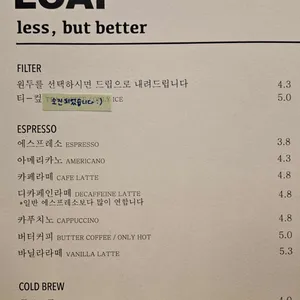 less, but better
FILTER
원두를 선택하시면 드립으로 내려드립니다 4.3
티-컵 ICE 5.0
ESPRESSO
에스프레소 ESPRESSO 3.8
아메리카노 AMERICANO 4.3
카페라떼 CAFE LATTE 4.8
디카페인라떼 DECAFFEINE LATTE 4.8
*일반 에스프레소보다 많이 연합니다
카푸치노 CAPPUCCINO 4.8
버터커피 BUTTER COFFEE / ONLY HOT 5.0
바닐라라떼 VANILLA LATTE 5.3
COLD BREW